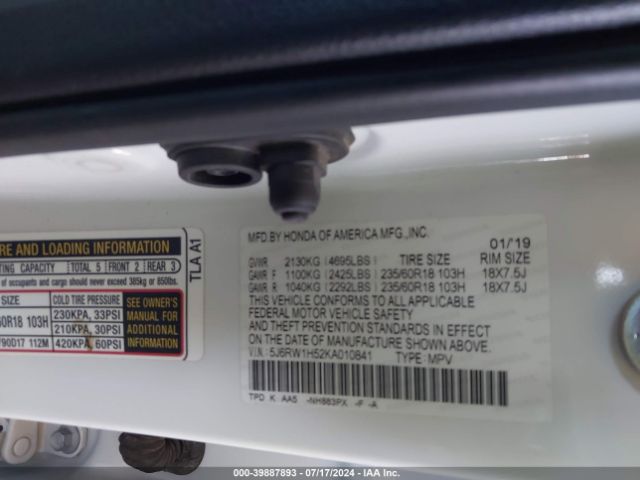 RE AND LOADING INFORMATION
TING CAPACITY | TOTAL 5 | FRONT 2 | REAR 3
of occupants and cargo should never exceed 385kg or 850lbs.
SIZE COLD TIRE PRESSURE
60R18 103H 230KPA, 33PSI
210KPA, 30PSI
/90D17 112M 420KPA, 60PSI
SEE OWNER'S
MANUAL FOR
ADDITIONAL
INFORMATION
TLA A1
MFD.BY HONDA OF AMERICA MFG.,INC. 01/'19
GVWR 2130KG (4695LBS) TIRE SIZE RIM SIZE
GAWR F 1100KG (2425LBS) 235/60R18 103H 18X7.5J
GAWR R 1040KG (2292LBS) 235/60R18 103H 18X7.5J
THIS VEHICLE CONFORMS TO ALL APPLICABLE
FEDERAL MOTOR VEHICLE SAFETY
AND THEFT PREVENTION STANDARDS IN EFFECT
ON THE DATE OF MANUFACTURE SHOWN ABOVE.
V.I.N: 5J6RW1H52KA010841 TYPE: MPV
TPD K AA5 -NH883PX -F -A
000-39887893 - 07/17/2024 - IAA Inc.